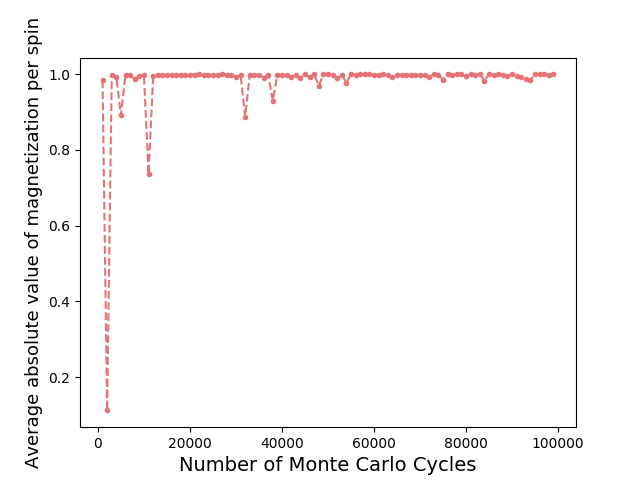 Average absolute value of magnetization per spin
1.0
0.8
0.6
0.4
0.2
0 20000 40000 60000 80000 100000
Number of Monte Carlo Cycles